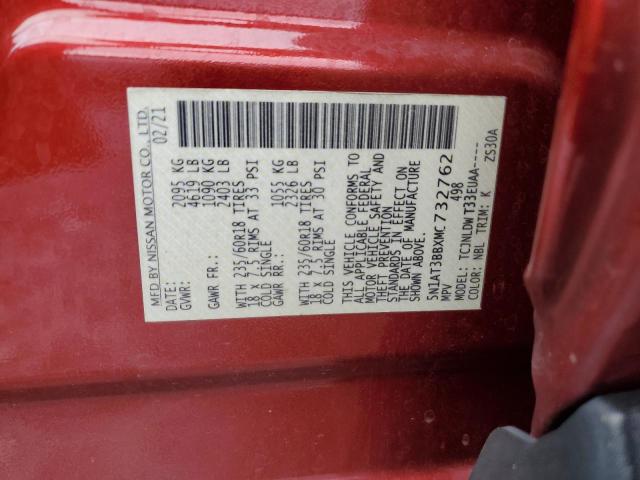 MFD BY NISSAN MOTOR CO., LTD.
DATE: 02/21
GVWR: 2095 KG
4619 LB
GAWR FR.: 1090 KG
2403 LB
WITH 235/60R18 TIRES
18 X 7.5 RIMS AT 33 PSI
COLD SINGLE
GAWR RR.: 1055 KG
2326 LB
WITH 235/60R18 TIRES
18 X 7.5 RIMS AT 30 PSI
COLD SINGLE
THIS VEHICLE CONFORMS TO
ALL APPLICABLE FEDERAL
MOTOR VEHICLE SAFETY AND
THEFT PREVENTION
STANDARDS IN EFFECT ON
THE DATE OF MANUFACTURE
SHOWN ABOVE.
5N1AT3BBXMC732762
MPV 498
MODEL: TCJNLDWT33EUAA-----
COLOR: NBL TRIM: K ZS30A